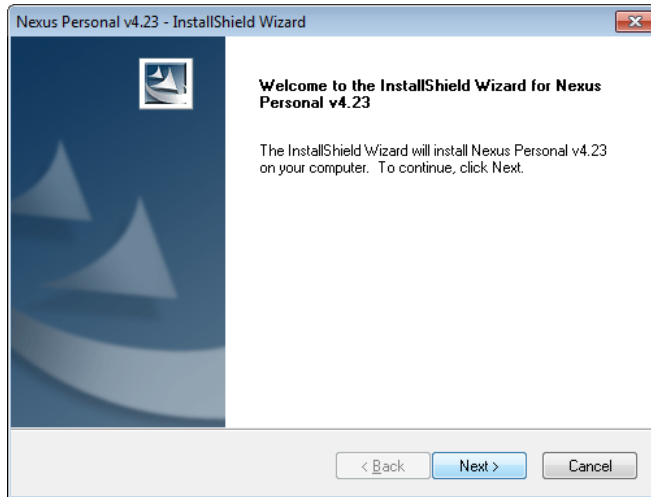 Nexus Personal v4.23 - InstallShield Wizard
Welcome to the InstallShield Wizard for Nexus
Personal v4.23
The InstallShield Wizard will install Nexus Personal v4.23
on your computer. To continue, click Next.
< Back Next > Cancel